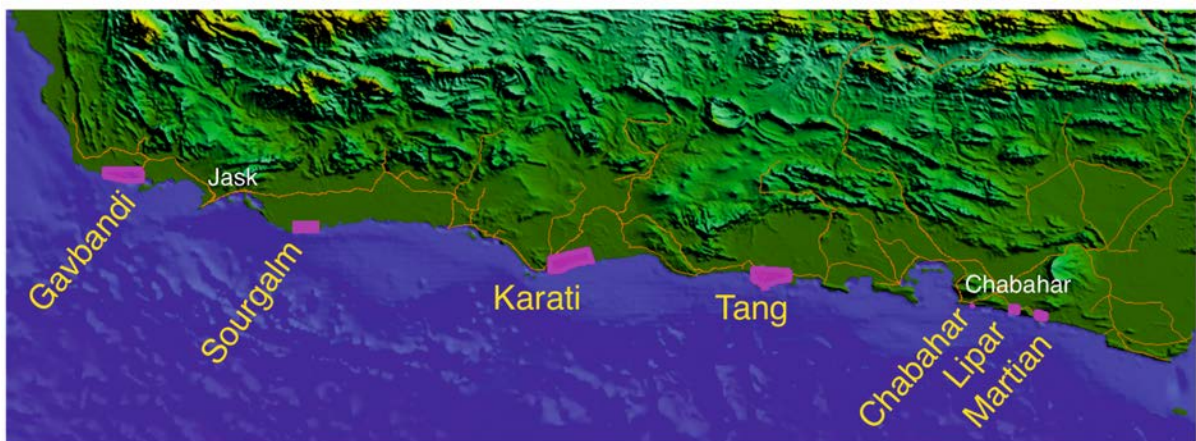 Jask
Gavbandi
Sourgalm
Karati
Tang
Chabahar
Chabahar
Lipar
Martian